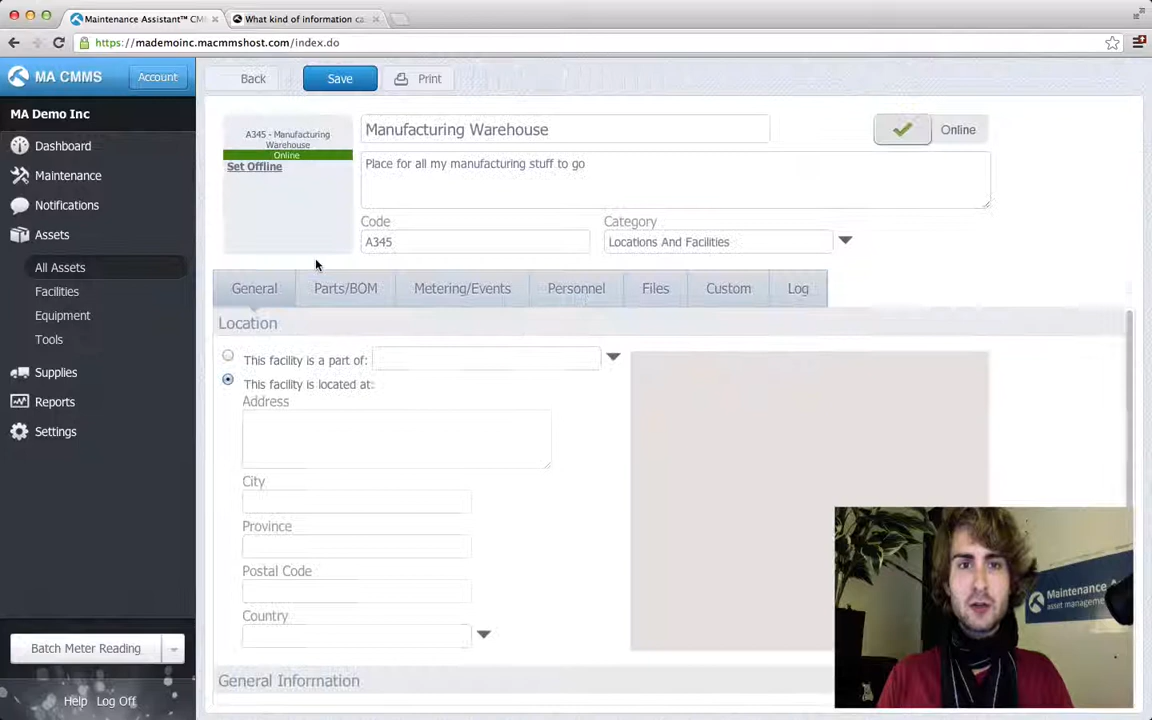 Maintenance Assistant™ CM
What kind of information ca
https://mademoinc.macmmshost.com/index.do
MA CMMS
Account
Back
Save
Print
MA Demo Inc
Dashboard
Maintenance
Notifications
Assets
All Assets
Facilities
Equipment
Tools
Supplies
Reports
Settings
Batch Meter Reading
Help
Log Off
A345 - Manufacturing
Warehouse
Online
Set Offline
Manufacturing Warehouse
Online
Place for all my manufacturing stuff to go
Code
Category
A345
Locations And Facilities
General
Parts/BOM
Metering/Events
Personnel
Files
Custom
Log
Location
This facility is a part of:
This facility is located at:
Address
City
Province
Postal Code
Country
General Information
Maintenance As
asset management